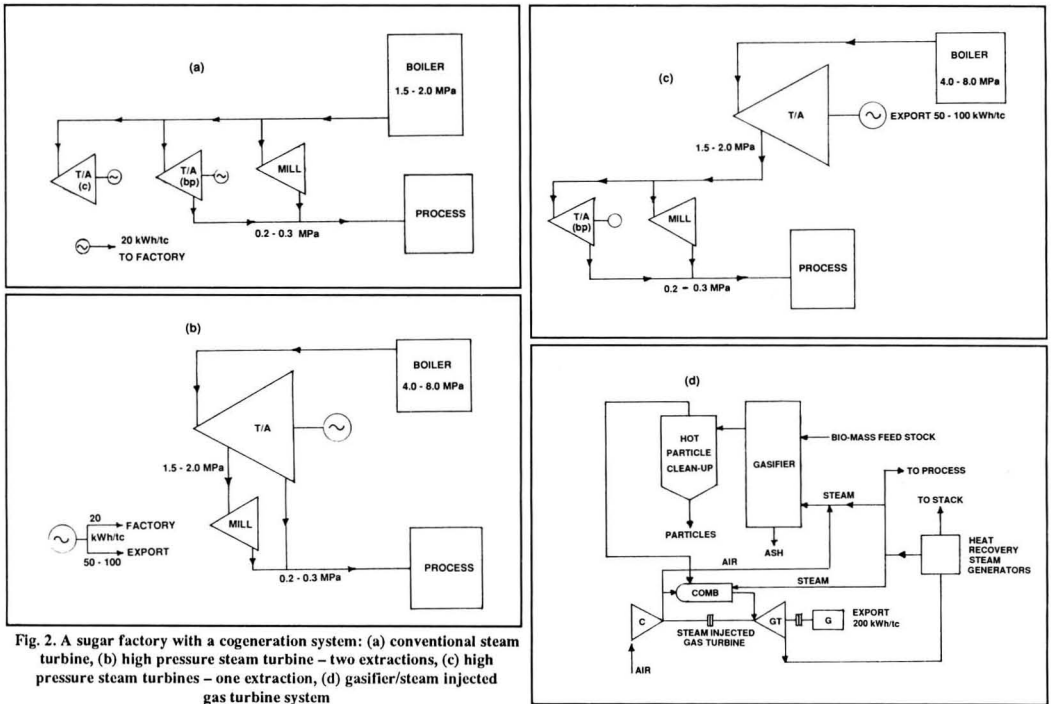 (a)
BOILER
1.5 - 2.0 MPa
T/A
(c)
T/A
(bp)
MILL
PROCESS
0.2 - 0.3 MPa
20 kWh/tc
TO FACTORY
(b)
BOILER
4.0 - 8.0 MPa
T/A
1.5 - 2.0 MPa
MILL
20
FACTORY
kWh/tc
EXPORT
50 - 100
0.2 - 0.3 MPa
PROCESS
Fig. 2. A sugar factory with a cogeneration system: (a) conventional steam
turbine, (b) high pressure steam turbine – two extractions, (c) high
pressure steam turbines – one extraction, (d) gasifier/steam injected
gas turbine system
(c)
BOILER
4.0 - 8.0 MPa
T/A
EXPORT 50 - 100 kWh/tc
1.5 - 2.0 MPa
T/A
(bp)
MILL
PROCESS
0.2 – 0.3 MPa
(d)
HOT
PARTICLE
CLEAN-UP
GASIFIER
BIO-MASS FEED STOCK
TO PROCESS
STEAM
TO STACK
PARTICLES
ASH
HEAT
RECOVERY
STEAM
GENERATORS
AIR
STEAM
COMB
C
GT
G
EXPORT
200 kWh/tc
STEAM INJECTED
GAS TURBINE
AIR